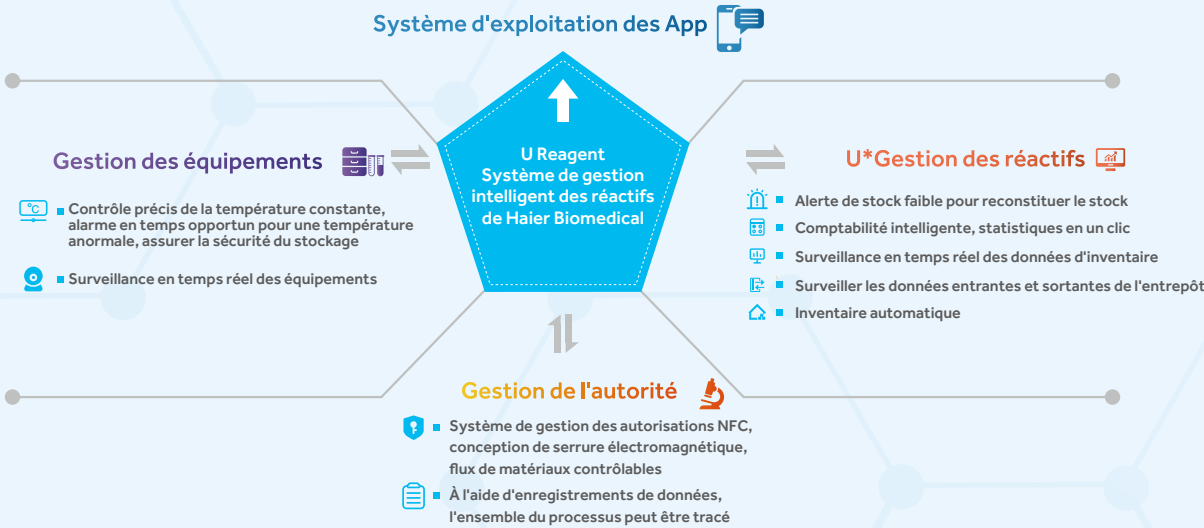 Système d'exploitation des App
U Reagent
Système de gestion
intelligent des réactifs
de Haier Biomedical
Gestion des équipements
°C
Contrôle précis de la température constante,
alarme en temps opportun pour une température
anormale, assurer la sécurité du stockage
Surveillance en temps réel des équipements
U*Gestion des réactifs
Alerte de stock faible pour reconstituer le stock
Comptabilité intelligente, statistiques en un clic
Surveillance en temps réel des données d'inventaire
Surveiller les données entrantes et sortantes de l'entrepôt
Inventaire automatique
Gestion de l'autorité
Système de gestion des autorisations NFC,
conception de serrure électromagnétique,
flux de matériaux contrôlables
À l'aide d'enregistrements de données,
l'ensemble du processus peut être tracé